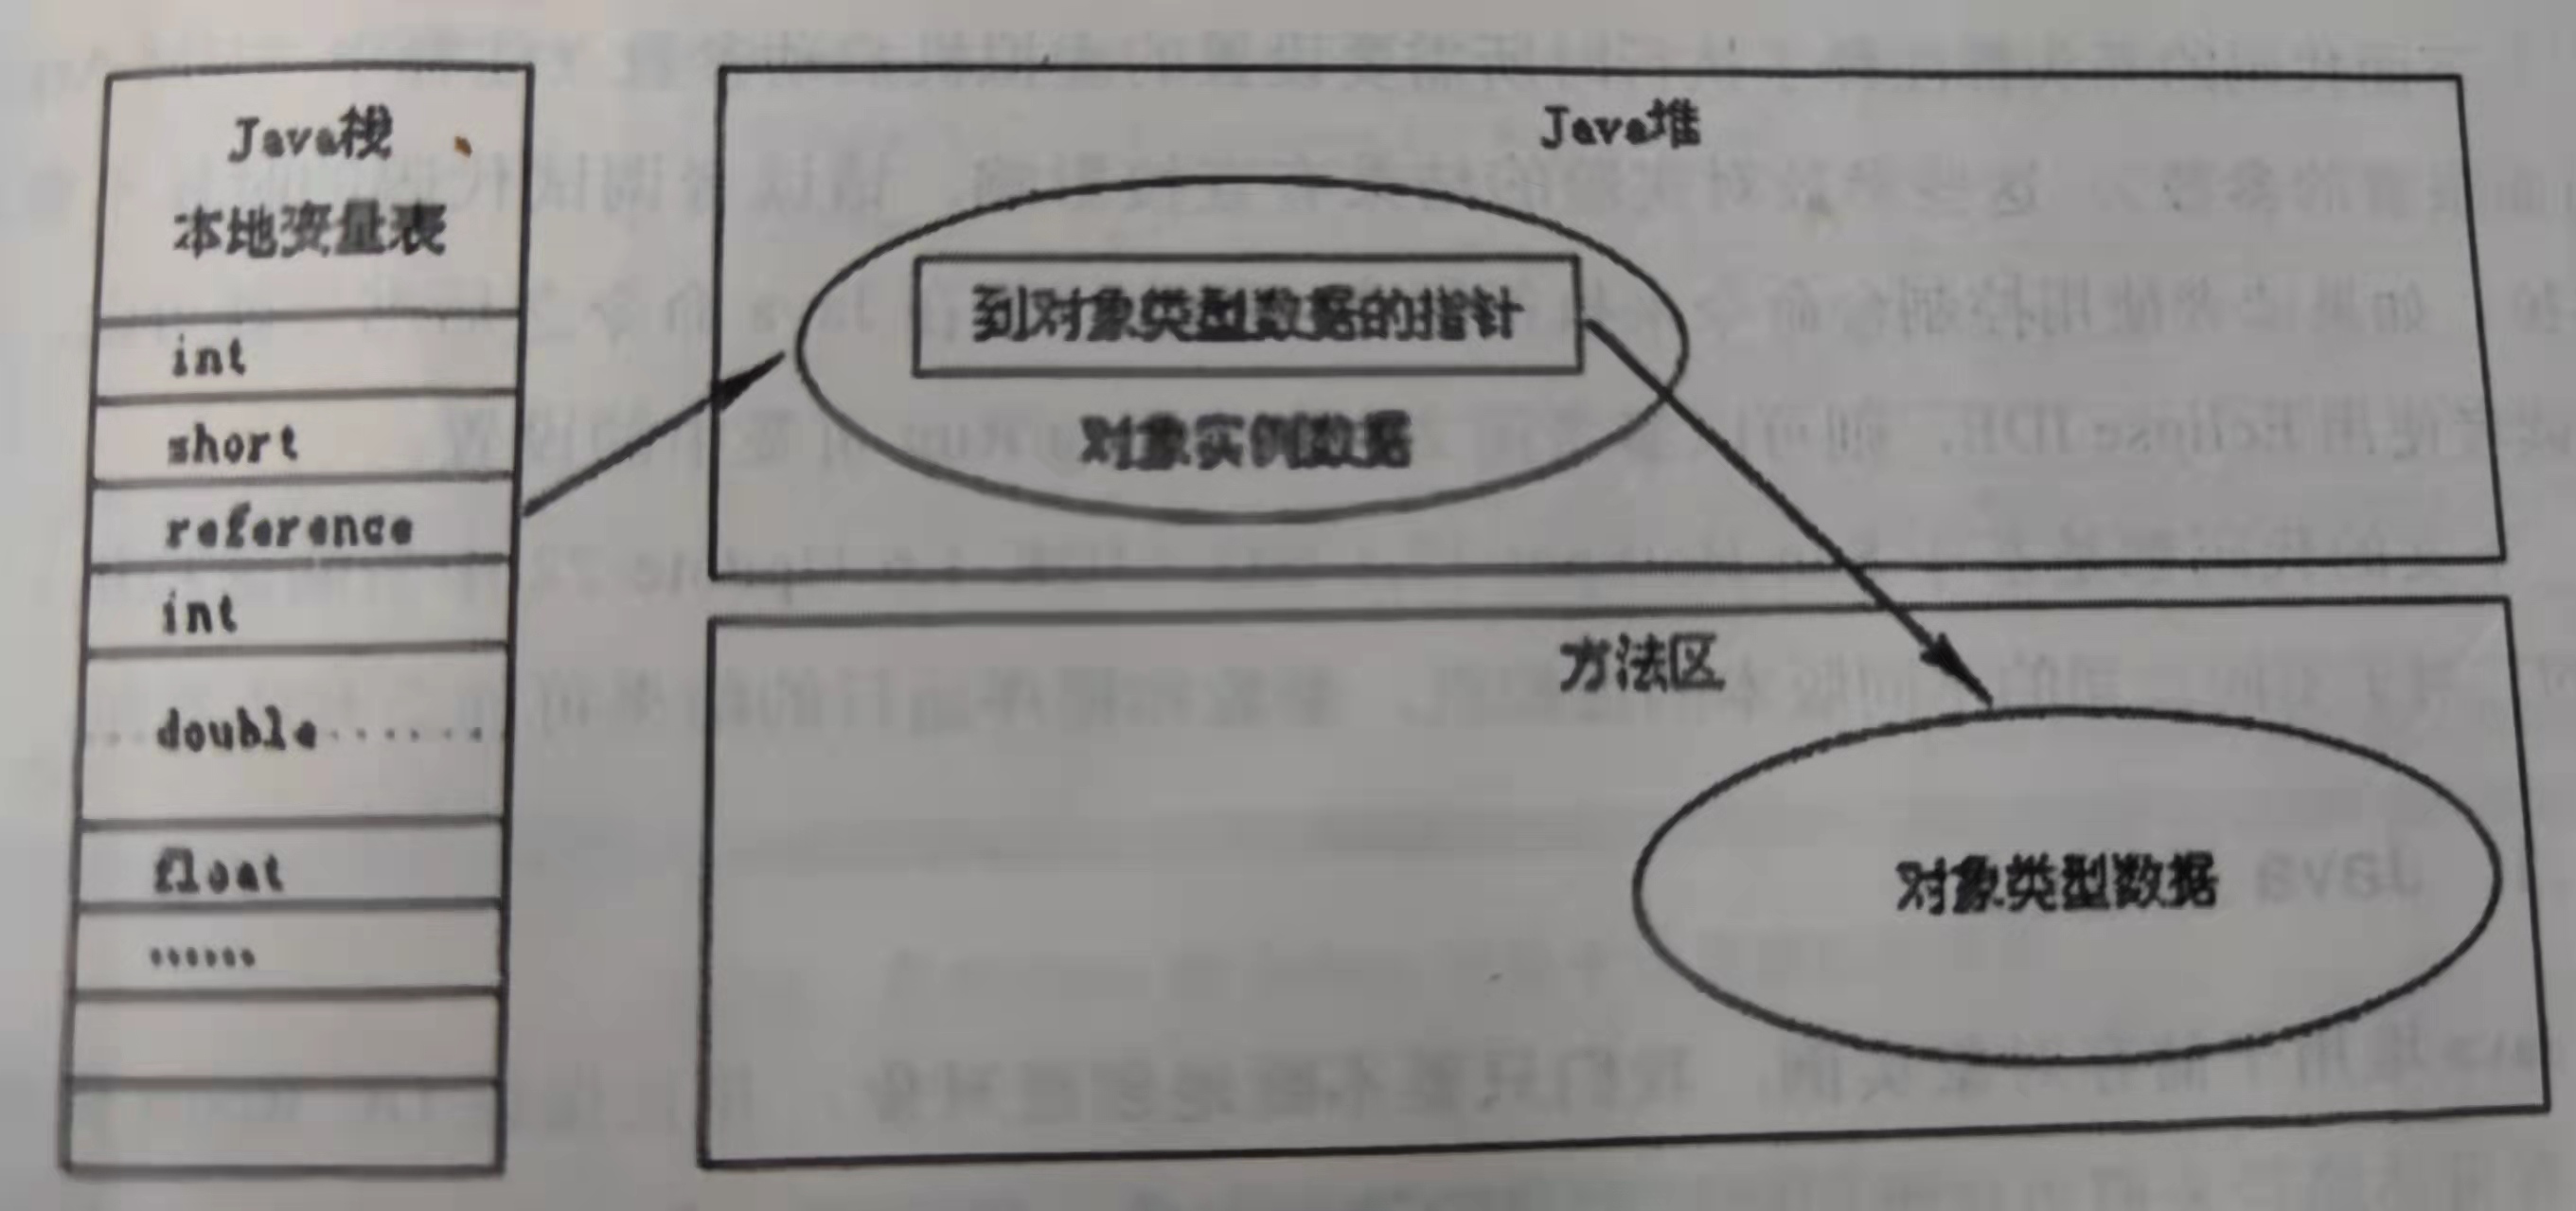 Java栈
本地变量表
int
short
reference
int
double
float
......
Java堆
到对象类型数据的指针
对象实例数据
方法区
对象类型数据